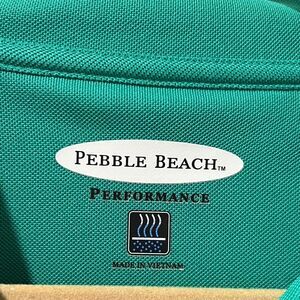 PEBBLE BEACH™
PERFORMANCE
MADE IN VIETNAM